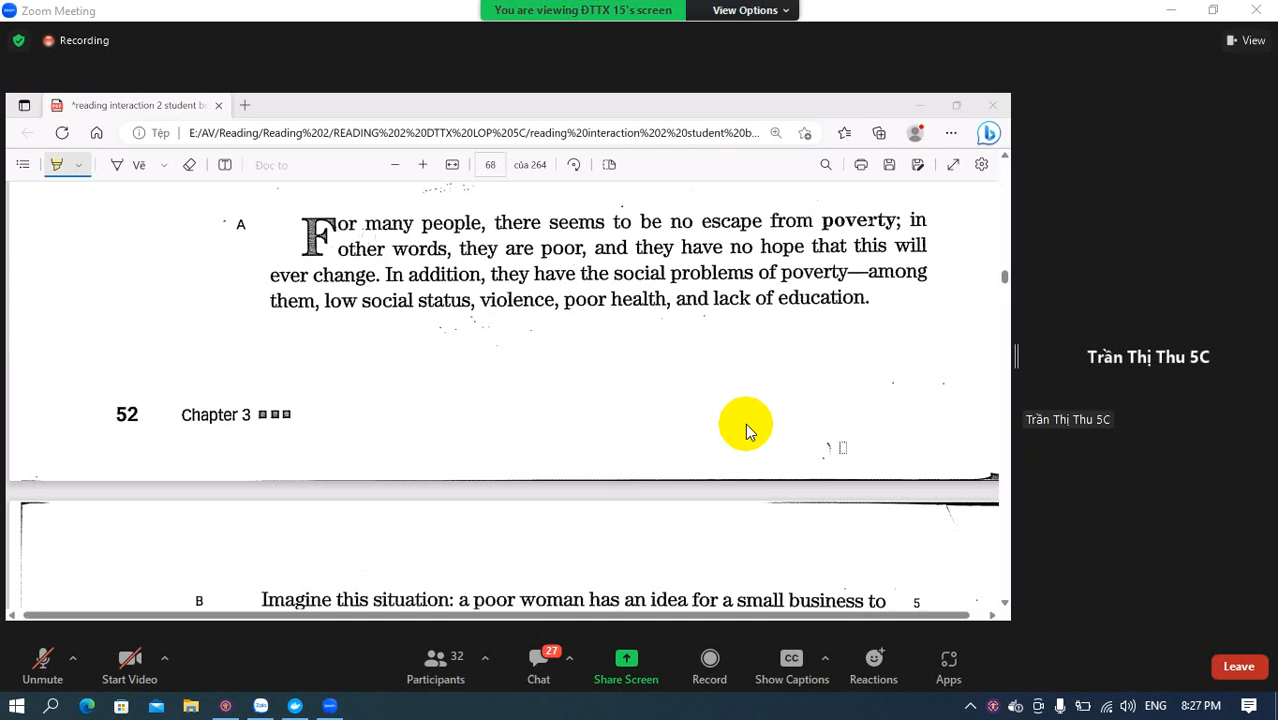 Zoom Meeting
You are viewing ĐTTX 15's screen
View Options
Recording
View
*reading interaction 2 student b
Tệp
E:/AV/Reading/Reading%202/READING%202%20DTTX%20LOP%205C/reading%20interaction%202%20student%20b...
Vẽ
Đọc to
68
của 264
A
For many people, there seems to be no escape from poverty; in
other words, they are poor, and they have no hope that this will
ever change. In addition, they have the social problems of poverty—among
them, low social status, violence, poor health, and lack of education.
52
Chapter 3
B
Imagine this situation: a poor woman has an idea for a small business to
5
Trần Thị Thu 5C
Trần Thị Thu 5C
Unmute
Start Video
32
Participants
27
Chat
Share Screen
Record
CC
Show Captions
Reactions
Apps
Leave
ENG
8:27 PM